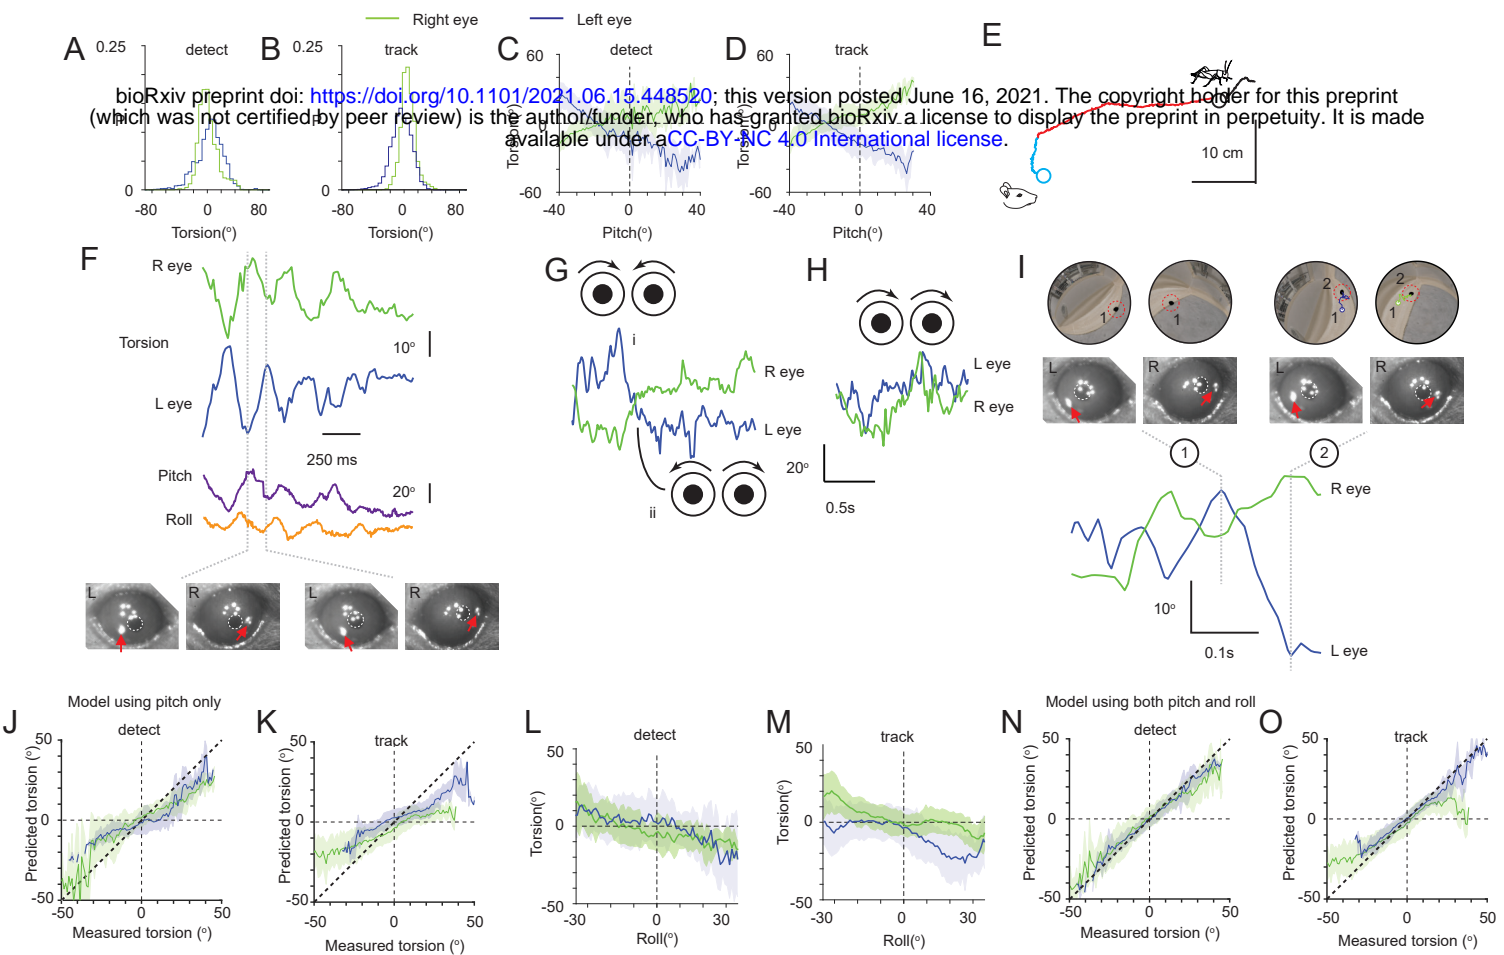 Right eye
Left eye
A
0.25
detect
p
0
-80
0
80
Torsion(o)
B
0.25
track
p
0
-80
0
80
Torsion(o)
C
detect
60
0
-60
Torsion(o)
-40
0
40
Pitch(o)
D
track
60
0
-60
Torsion(o)
-40
0
40
Pitch(o)
E
10 cm
bioRxiv preprint doi: https://doi.org/10.1101/2021.06.15.448520; this version posted June 16, 2021. The copyright holder for this preprint
(which was not certified by peer review) is the author/funder, who has granted bioRxiv a license to display the preprint in perpetuity. It is made
available under aCC-BY-NC 4.0 International license.
F
R eye
Torsion
10o
L eye
250 ms
Pitch
20o
Roll
L
R
L
R
G
i
R eye
L eye
ii
H
L eye
R eye
20o
0.5s
I
1
1
2
1
2
1
L
R
L
R
1
2
R eye
10o
0.1s
L eye
Model using pitch only
J
detect
50
0
-50
Predicted torsion (o)
-50
0
50
Measured torsion (o)
K
track
50
0
-50
Predicted torsion (o)
-50
0
50
Measured torsion (o)
L
detect
50
0
-50
Torsion(o)
-30
0
30
Roll(o)
M
track
50
0
-50
Torsion(o)
-30
0
30
Roll(o)
Model using both pitch and roll
N
detect
50
0
-50
Predicted torsion (o)
-50
0
50
Measured torsion (o)
O
track
50
0
-50
Predicted torsion (o)
-50
0
50
Measured torsion (o)